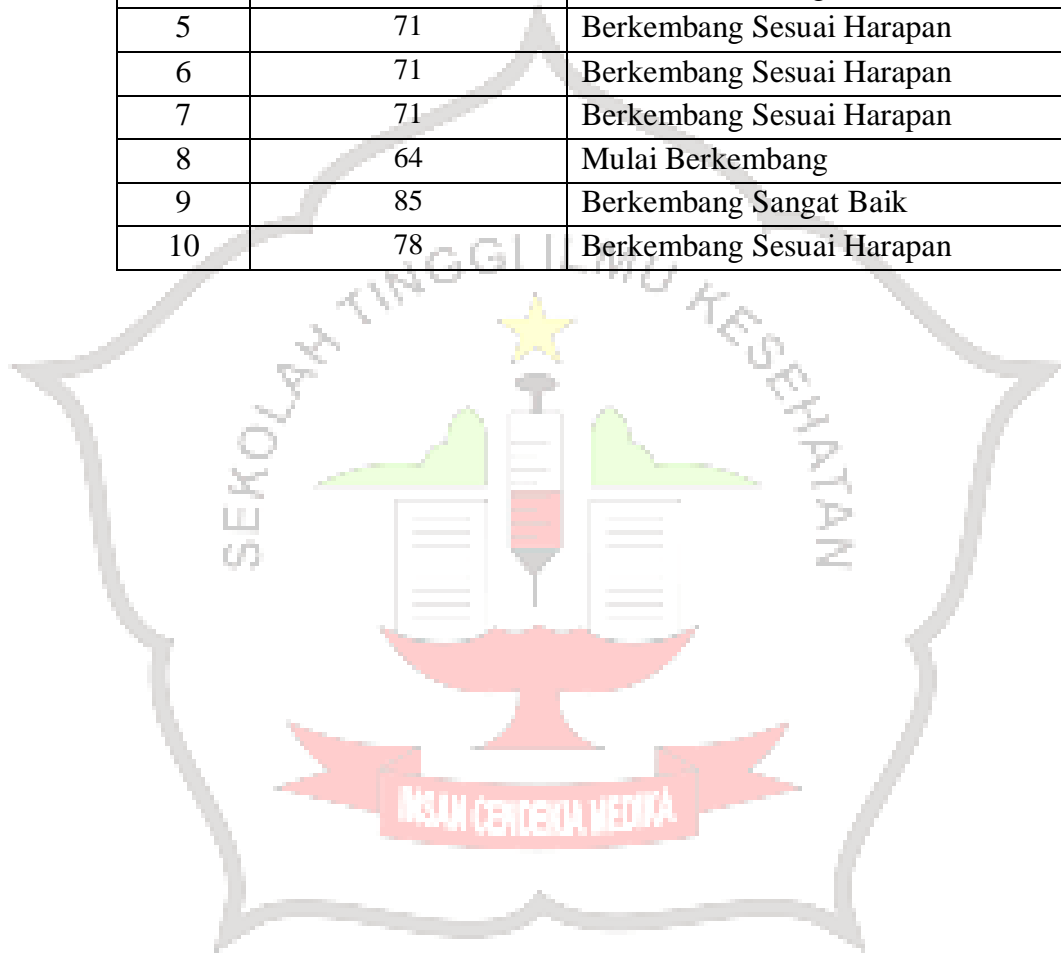 5 71 Berkembang Sesuai Harapan
6 71 Berkembang Sesuai Harapan
7 71 Berkembang Sesuai Harapan
8 64 Mulai Berkembang
9 85 Berkembang Sangat Baik
10 78 Berkembang Sesuai Harapan
SEKOLAH TINGGI ILMU KESEHATAN
INSAN CENDEKIA MEDIKA